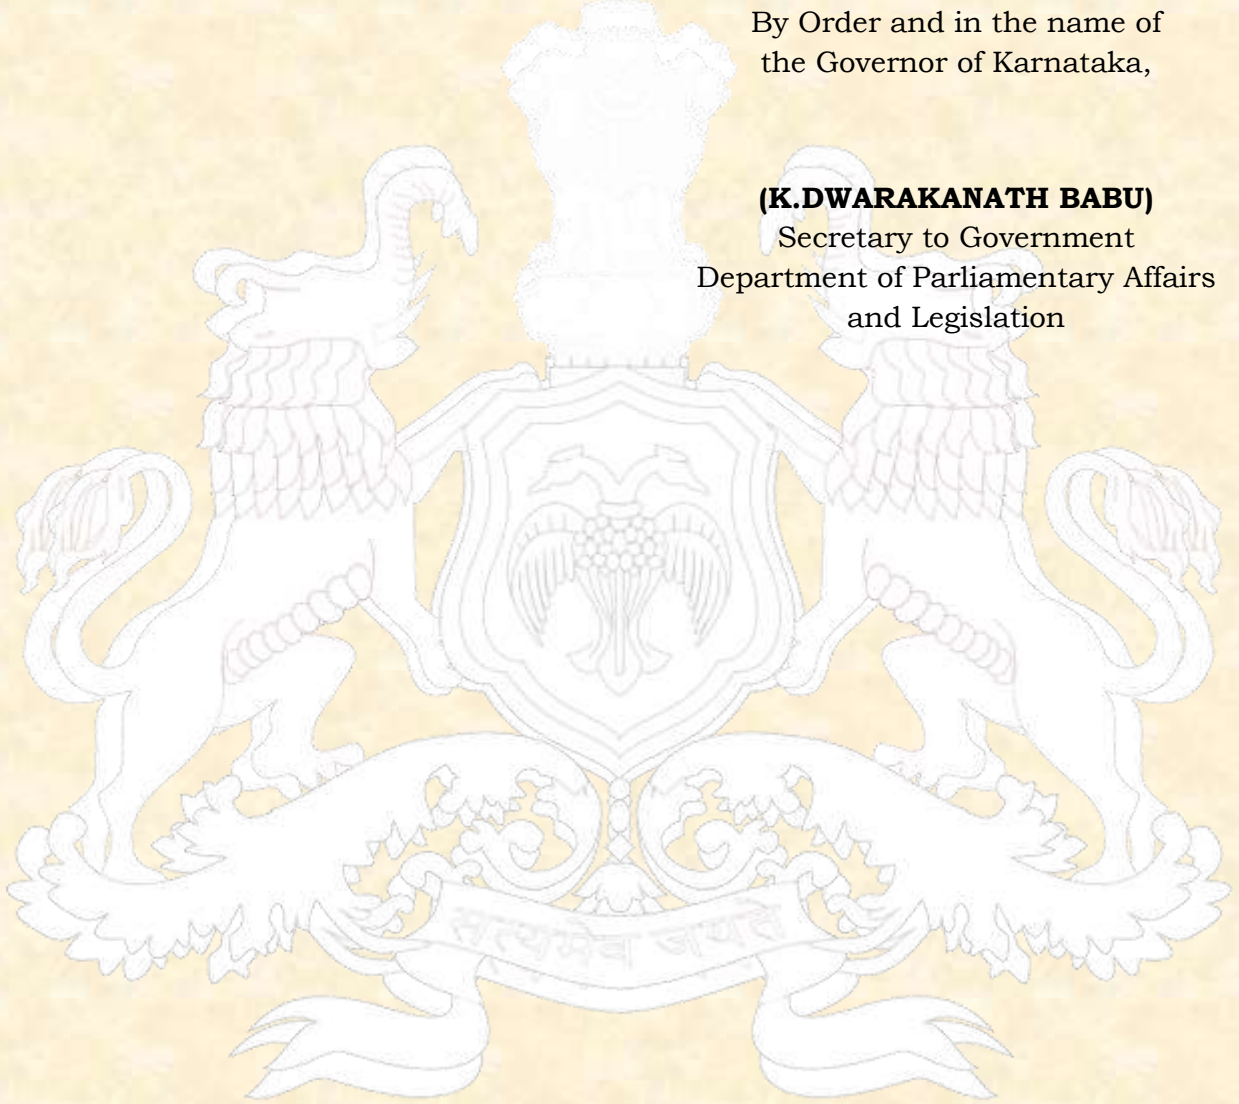 By Order and in the name of
the Governor of Karnataka,
(K.DWARAKANATH BABU)
Secretary to Government
Department of Parliamentary Affairs
and Legislation
सत्यमेव जयते